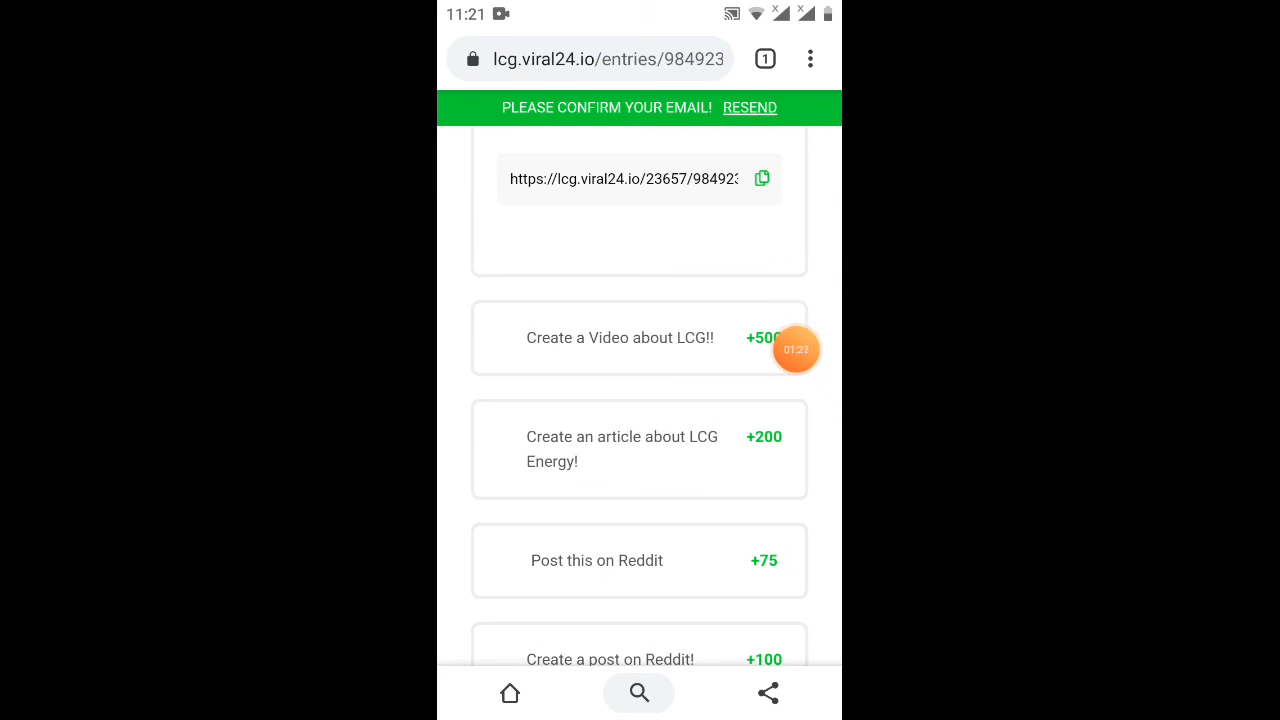 11:21
lcg.viral24.io/entries/984923
1
PLEASE CONFIRM YOUR EMAIL! RESEND
https://lcg.viral24.io/23657/984923
Create a Video about LCG!! +500
01:22
Create an article about LCG +200
Energy!
Post this on Reddit +75
Create a post on Reddit! +100